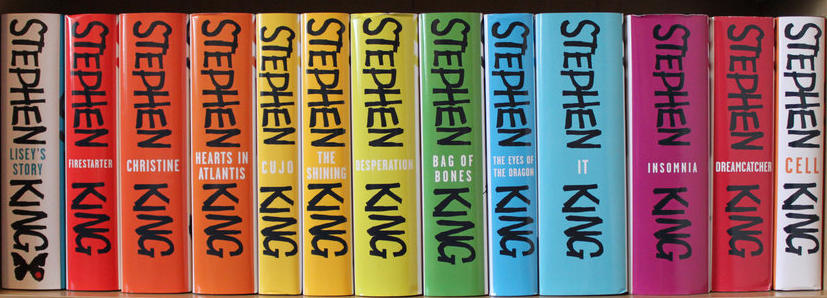 STEPHEN KING
LISEY'S
STORY
STEPHEN KING
FIRESTARTER
STEPHEN KING
CHRISTINE
STEPHEN KING
HEARTS IN
ATLANTIS
STEPHEN KING
CUJO
STEPHEN KING
THE
SHINING
STEPHEN KING
DESPERATION
STEPHEN KING
BAG OF
BONES
STEPHEN KING
THE EYES OF
THE DRAGON
STEPHEN KING
IT
STEPHEN KING
INSOMNIA
STEPHEN KING
DREAMCATCHER
STEPHEN KING
CELL